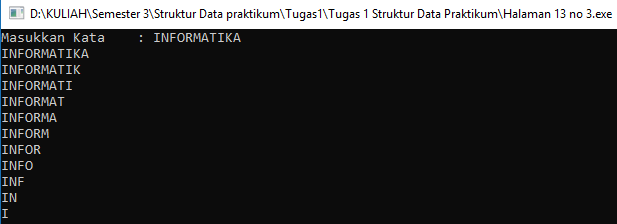 D:\KULIAH\Semester 3\Struktur Data praktikum\Tugas1\Tugas 1 Struktur Data Praktikum\Halaman 13 no 3.exe
Masukkan Kata    : INFORMATIKA
INFORMATIKA
INFORMATIK
INFORMATI
INFORMAT
INFORMA
INFORM
INFOR
INFO
INF
IN
I